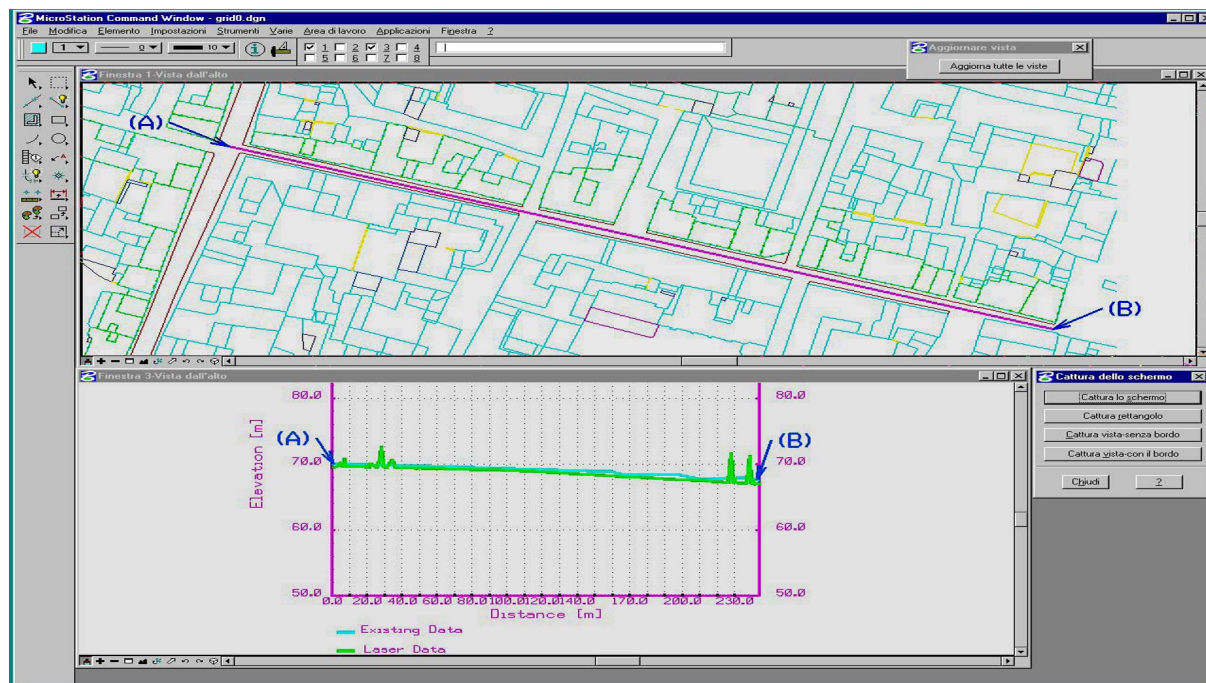 MicroStation Command Window - grid0.dgn
File Modifica Elemento Impostazioni Strumenti Varie Area di lavoro Applicazioni Finestra ?
1 0 10 1 2 3 4
5 6 7 8
Aggiornare vista
Aggiorna tutte le viste
Finestra 1-Vista dall'alto
(A)
(B)
Finestra 3-Vista dall'alto
80.0 80.0
(A) (B)
70.0 70.0
Elevation [m]
60.0 60.0
50.0 50.0
0.0 20.0 40.0 60.0 80.0 100.0 120.0 140.0 170.0 200.0 230.0
Distance [m]
Existing Data
Laser Data
Cattura dello schermo
Cattura lo schermo
Cattura rettangolo
Cattura vista-senza bordo
Cattura vista-con il bordo
Chiudi ?